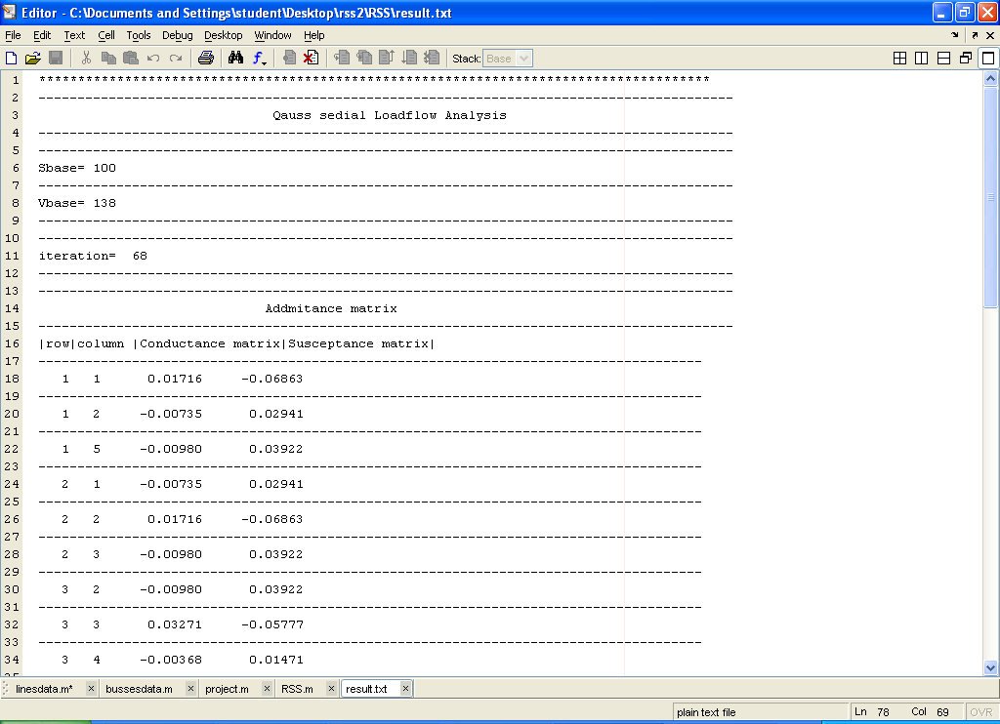 Editor - C:\Documents and Settings\student\Desktop\rss2\RSS\result.txt
File Edit Text Cell Tools Debug Desktop Window Help
Stack: Base
1 **************************************************************************************
2 -----------------------------------------------------------------------------------------
3 Qauss sedial Loadflow Analysis
4 -----------------------------------------------------------------------------------------
5 -----------------------------------------------------------------------------------------
6 Sbase= 100
7 -----------------------------------------------------------------------------------------
8 Vbase= 138
9 -----------------------------------------------------------------------------------------
10 -----------------------------------------------------------------------------------------
11 iteration= 68
12 -----------------------------------------------------------------------------------------
13 -----------------------------------------------------------------------------------------
14 Addmitance matrix
15 -----------------------------------------------------------------------------------------
16 |row|column |Conductance matrix|Susceptance matrix|
17 -------------------------------------------------------------------------------------
18 1 1 0.01716 -0.06863
19 -------------------------------------------------------------------------------------
20 1 2 -0.00735 0.02941
21 -------------------------------------------------------------------------------------
22 1 5 -0.00980 0.03922
23 -------------------------------------------------------------------------------------
24 2 1 -0.00735 0.02941
25 -------------------------------------------------------------------------------------
26 2 2 0.01716 -0.06863
27 -------------------------------------------------------------------------------------
28 2 3 -0.00980 0.03922
29 -------------------------------------------------------------------------------------
30 3 2 -0.00980 0.03922
31 -------------------------------------------------------------------------------------
32 3 3 0.03271 -0.05777
33 -------------------------------------------------------------------------------------
34 3 4 -0.00368 0.01471
linesdata.m* bussesdata.m project.m RSS.m result.txt
plain text file Ln 78 Col 69 OVR